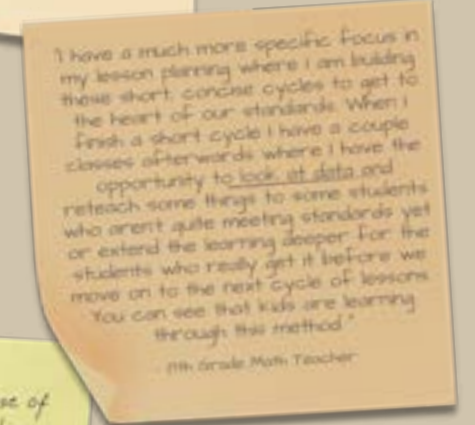 "I have a much more specific focus in
my lesson planning where I am building
these short, concise cycles to get to
the heart of our standards. When I
finish a short cycle I have a couple
classes afterwards where I have the
opportunity to look at data and
reteach some things to some students
who aren't quite meeting standards yet
or extend the learning deeper for the
students who really get it before we
move on to the next cycle of lessons.
You can see that kids are learning
through this method."
11th Grade Math Teacher
se of